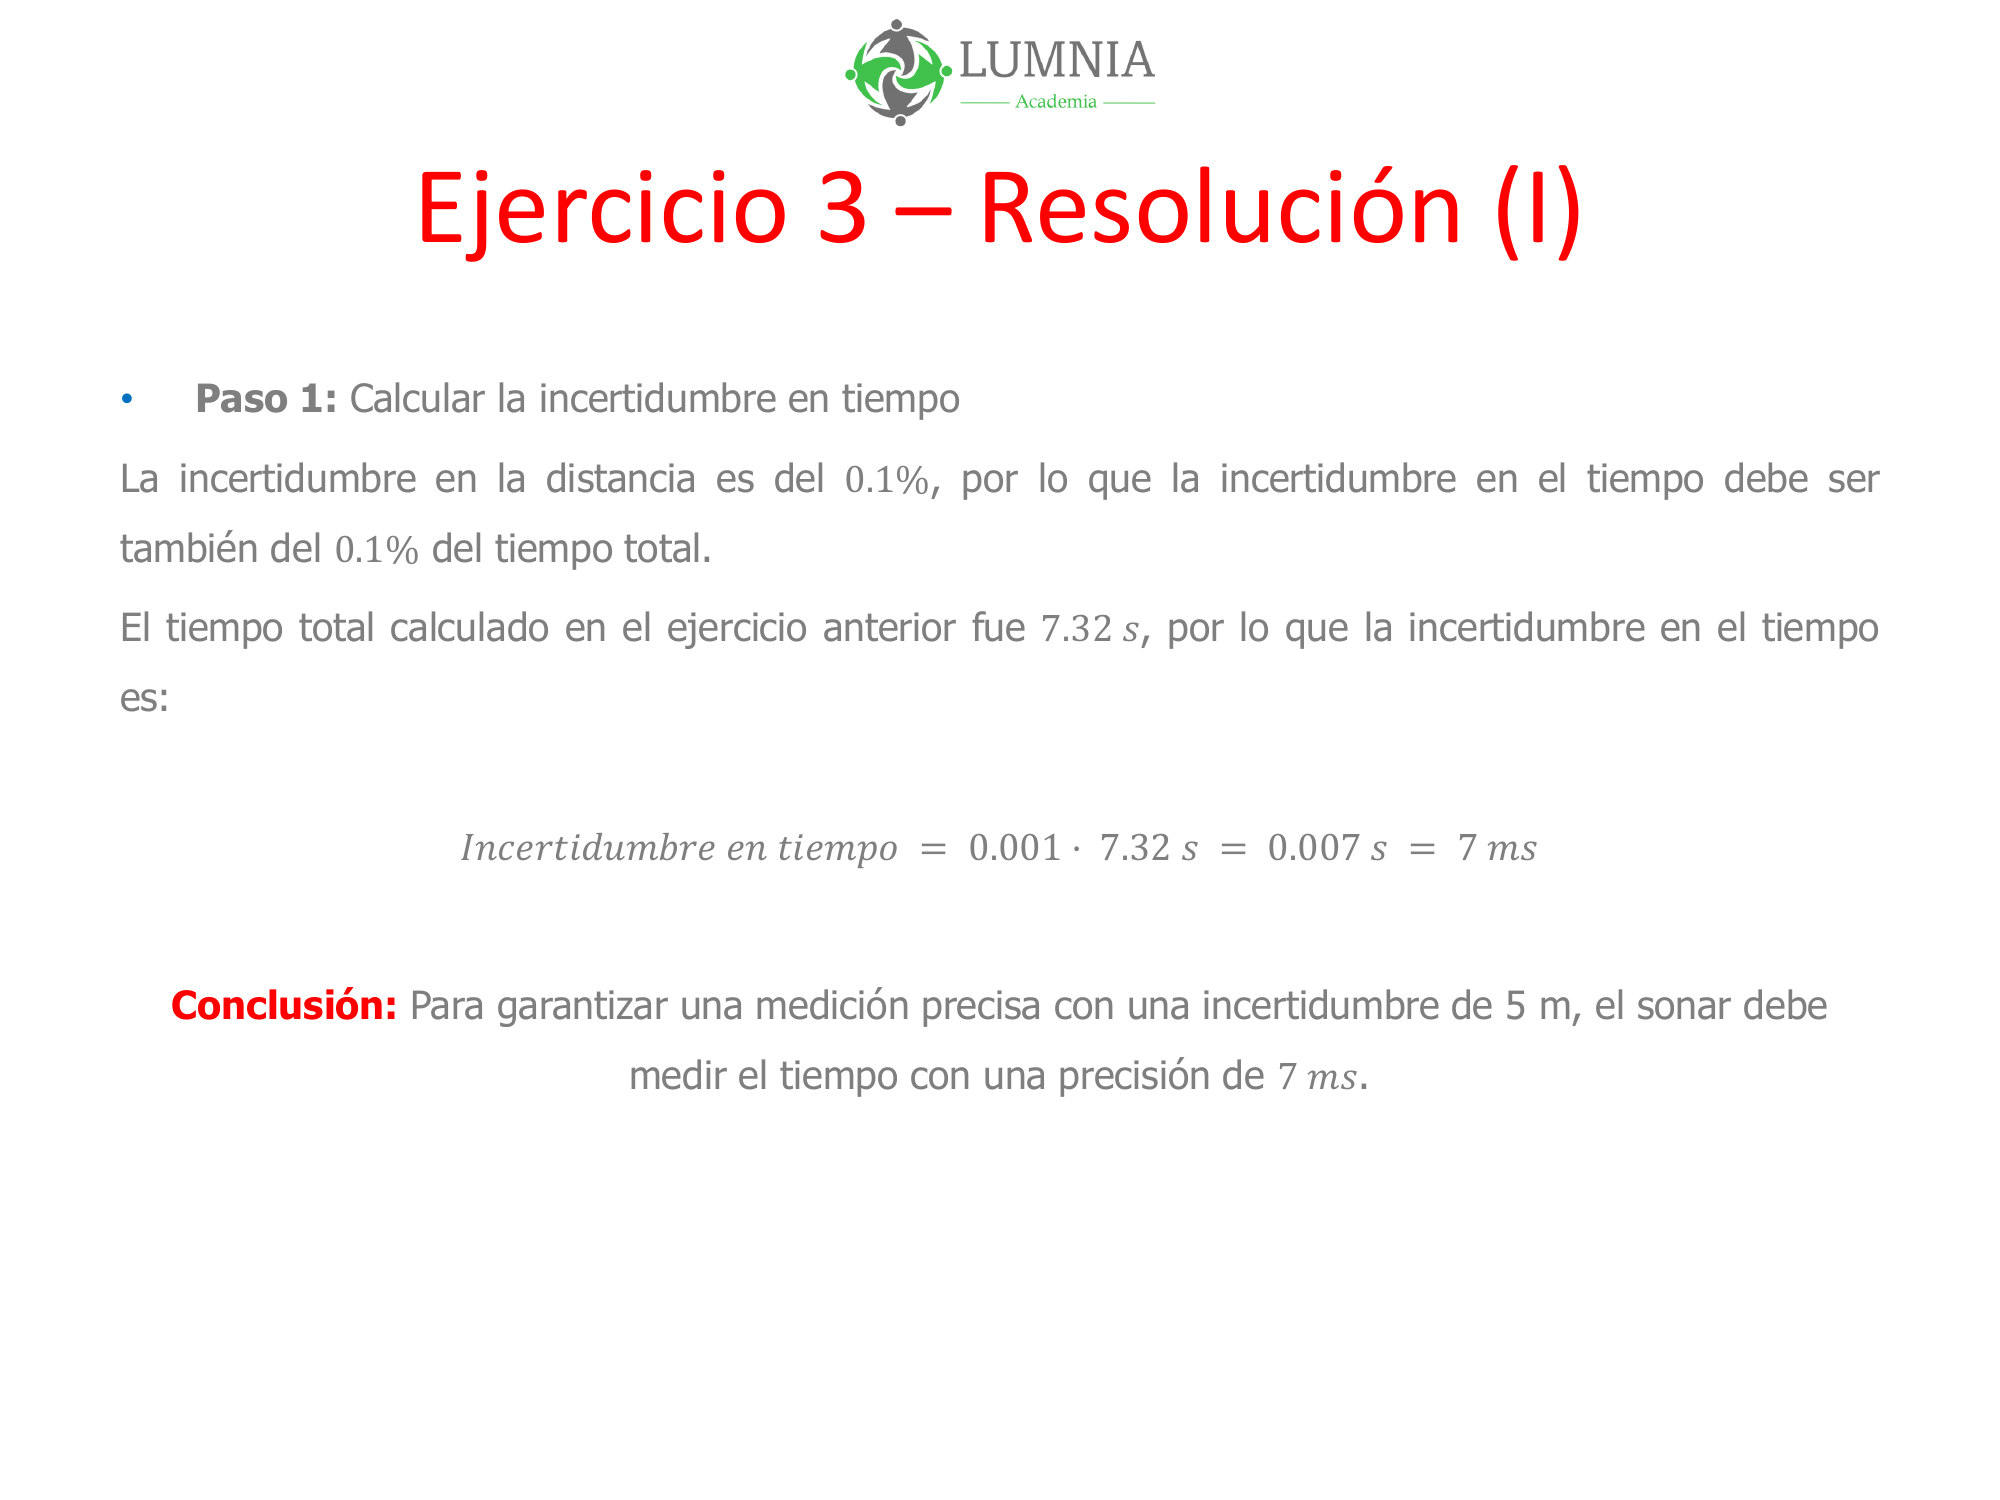 LUMNIA
Academia
Ejercicio 3 – Resolución (I)
• Paso 1: Calcular la incertidumbre en tiempo
La incertidumbre en la distancia es del 0.1%, por lo que la incertidumbre en el tiempo debe ser
también del 0.1% del tiempo total.
El tiempo total calculado en el ejercicio anterior fue 7.32 s, por lo que la incertidumbre en el tiempo
es:
Incertidumbre en tiempo = 0.001 · 7.32 s = 0.007 s = 7 ms
Conclusión: Para garantizar una medición precisa con una incertidumbre de 5 m, el sonar debe
medir el tiempo con una precisión de 7 ms.